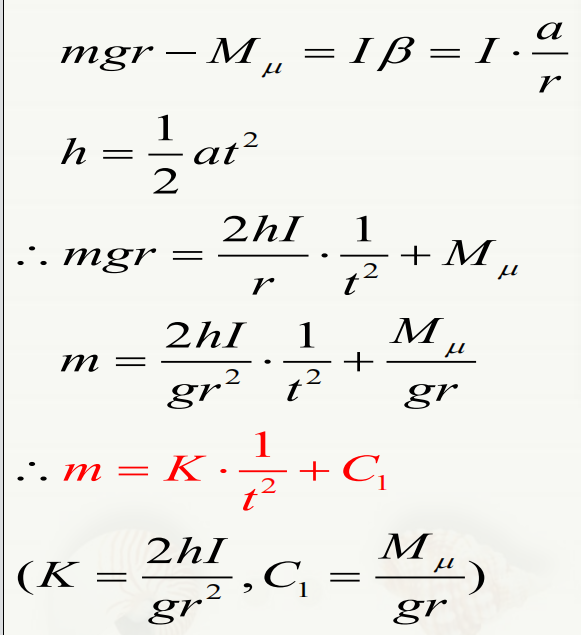 mgr − M_μ = Iβ = I · a/r
h = 1/2 at²
∴ mgr = 2hI/r · 1/t² + M_μ
m = 2hI/gr² · 1/t² + M_μ/gr
∴ m = K · 1/t² + C₁
(K = 2hI/gr², C₁ = M_μ/gr)